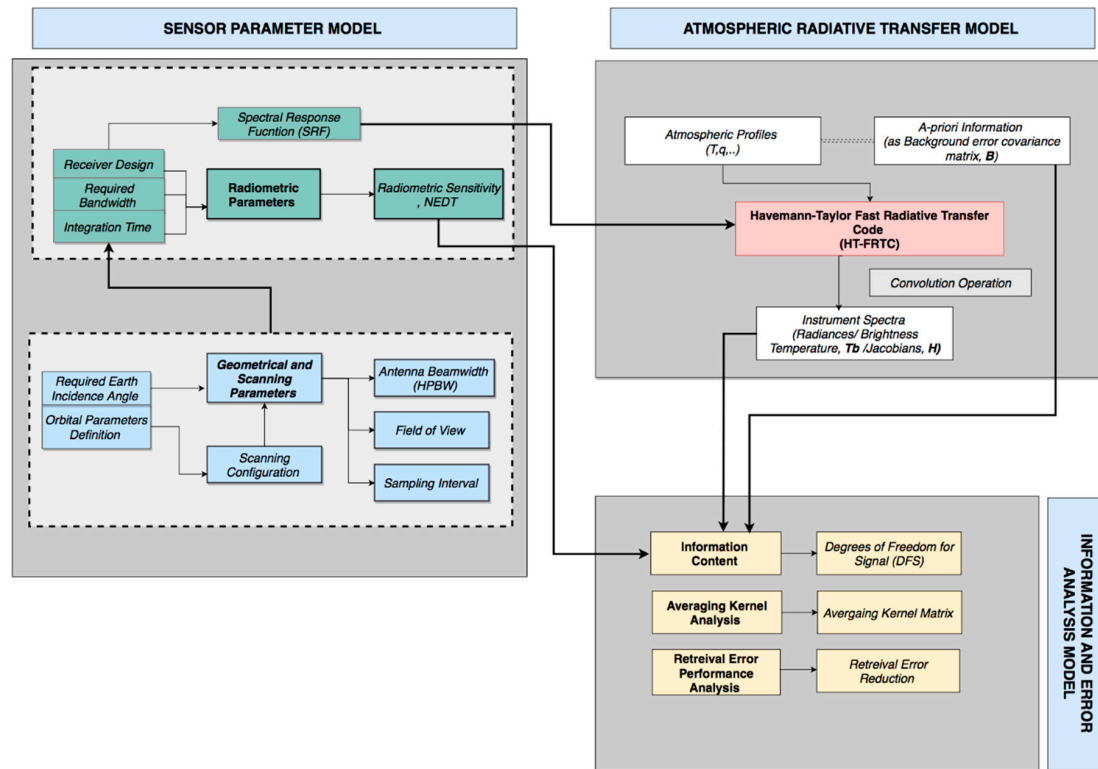 SENSOR PARAMETER MODEL
Spectral Response
Fucntion (SRF)
Receiver Design
Required
Bandwidth
Integration Time
Radiometric
Parameters
Radiometric Sensitivity
, NEDT
Required Earth
Incidence Angle
Orbital Parameters
Definition
Geometrical and
Scanning
Parameters
Scanning
Configuration
Antenna Beamwidth
(HPBW)
Field of View
Sampling Interval
ATMOSPHERIC RADIATIVE TRANSFER MODEL
Atmospheric Profiles
(T,q,..)
A-priori Information
(as Background error covariance
matrix, B)
Havemann-Taylor Fast Radiative Transfer
Code
(HT-FRTC)
Convolution Operation
Instrument Spectra
(Radiances/ Brightness
Temperature, Tb /Jacobians, H)
Information
Content
Degrees of Freedom for
Signal (DFS)
Averaging Kernel
Analysis
Avergaing Kernel Matrix
Retreival Error
Performance
Analysis
Retreival Error
Reduction
INFORMATION AND ERROR
ANALYSIS MODEL